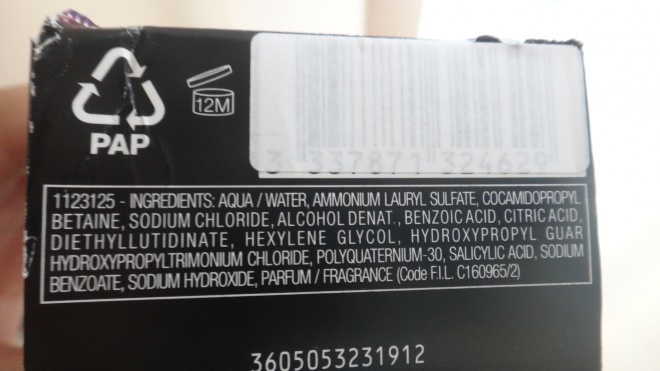 PAP
12M
3 337871 324629
1123125 - INGREDIENTS: AQUA / WATER, AMMONIUM LAURYL SULFATE, COCAMIDOPROPYL
BETAINE, SODIUM CHLORIDE, ALCOHOL DENAT., BENZOIC ACID, CITRIC ACID,
DIETHYLLUTIDINATE, HEXYLENE GLYCOL, HYDROXYPROPYL GUAR
HYDROXYPROPYLTRIMONIUM CHLORIDE, POLYQUATERNIUM-30, SALICYLIC ACID, SODIUM
BENZOATE, SODIUM HYDROXIDE, PARFUM / FRAGRANCE (Code F.I.L. C160965/2)
3605053231912